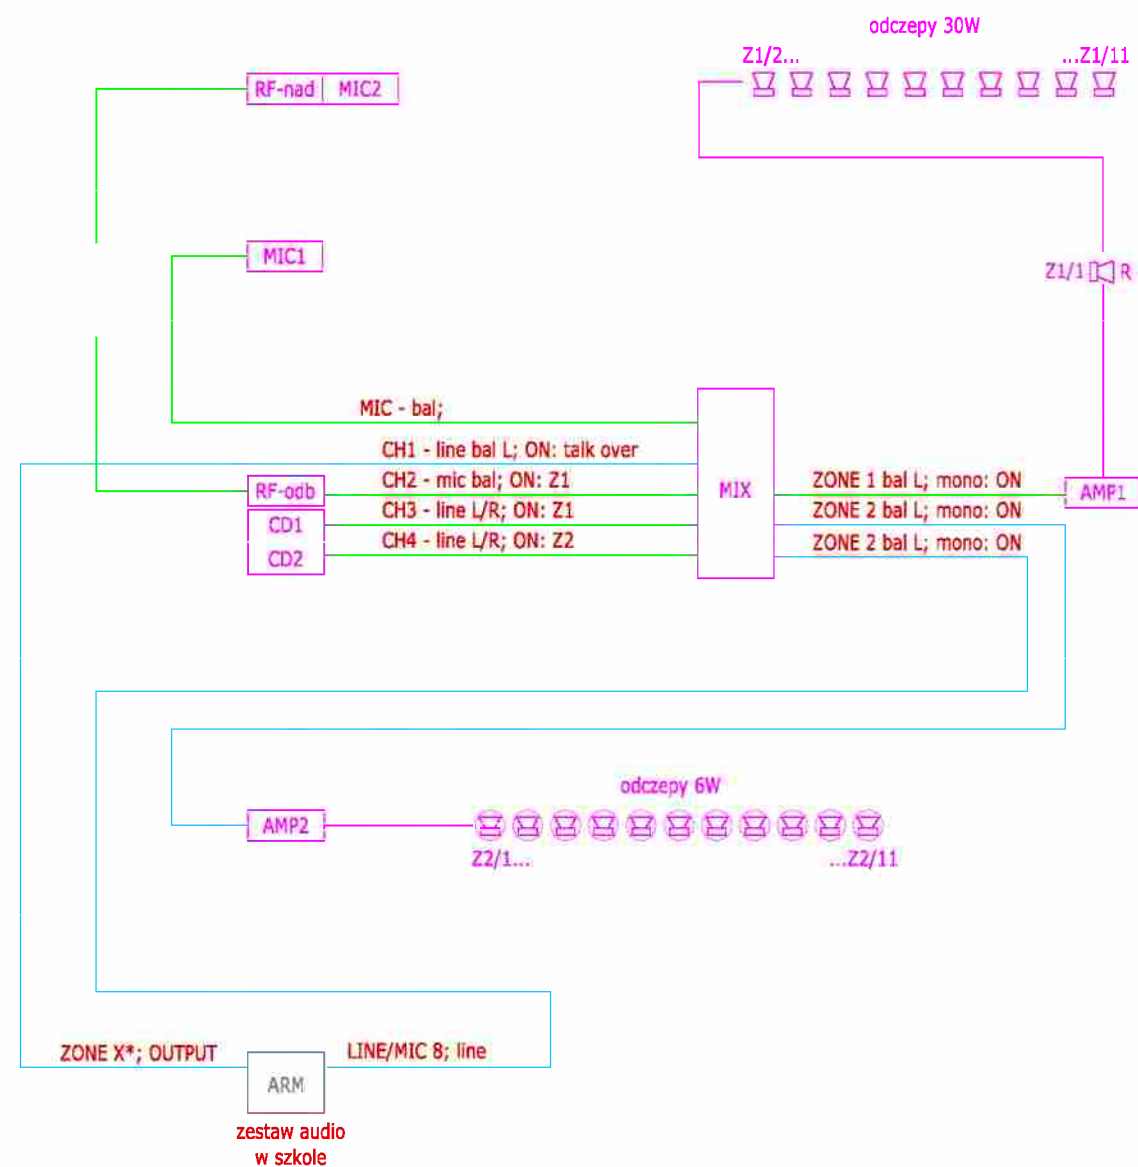 odczepy 30W
Z1/2... ...Z1/11
RF-nad MIC2
MIC1
Z1/1 R
MIC - bal;
CH1 - line bal L; ON: talk over
RF-odb CH2 - mic bal; ON: Z1 MIX ZONE 1 bal L; mono: ON AMP1
CD1 CH3 - line L/R; ON: Z1 ZONE 2 bal L; mono: ON
CD2 CH4 - line L/R; ON: Z2 ZONE 2 bal L; mono: ON
odczepy 6W
AMP2
Z2/1... ...Z2/11
ZONE X*; OUTPUT LINE/MIC 8; line
ARM
zestaw audio
w szkole